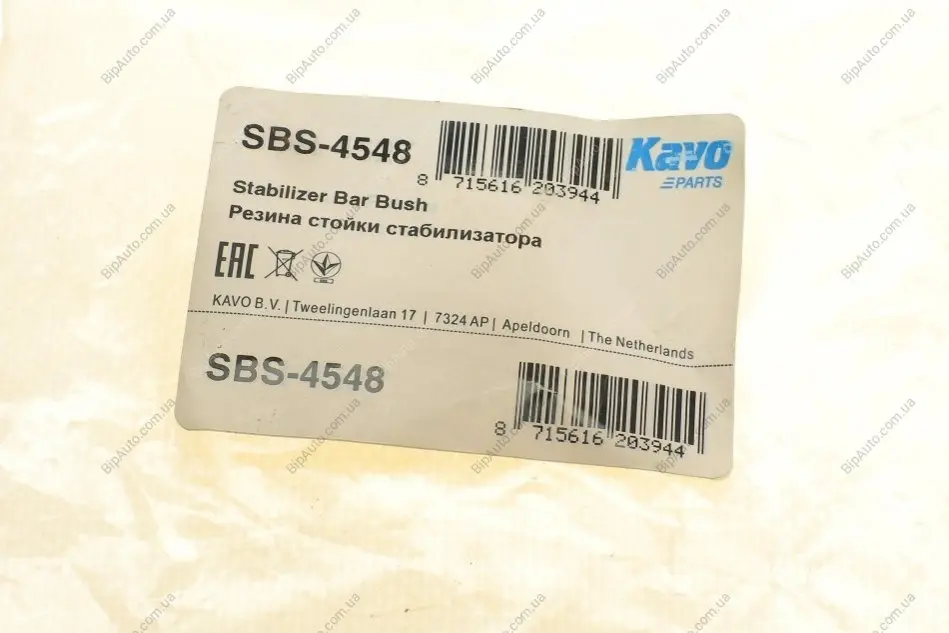 SBS-4548
8 715616 203944
Kavo
PARTS
Stabilizer Bar Bush
Резина стойки стабилизатора
EAC
KAVO B.V. | Tweelingenlaan 17 | 7324 AP | Apeldoorn | The Netherlands
SBS-4548
8 715616 203944
BipAuto.com.ua